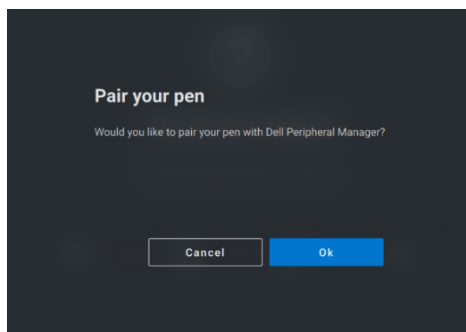 Pair your pen
Would you like to pair your pen with Dell Peripheral Manager?
Cancel
Ok